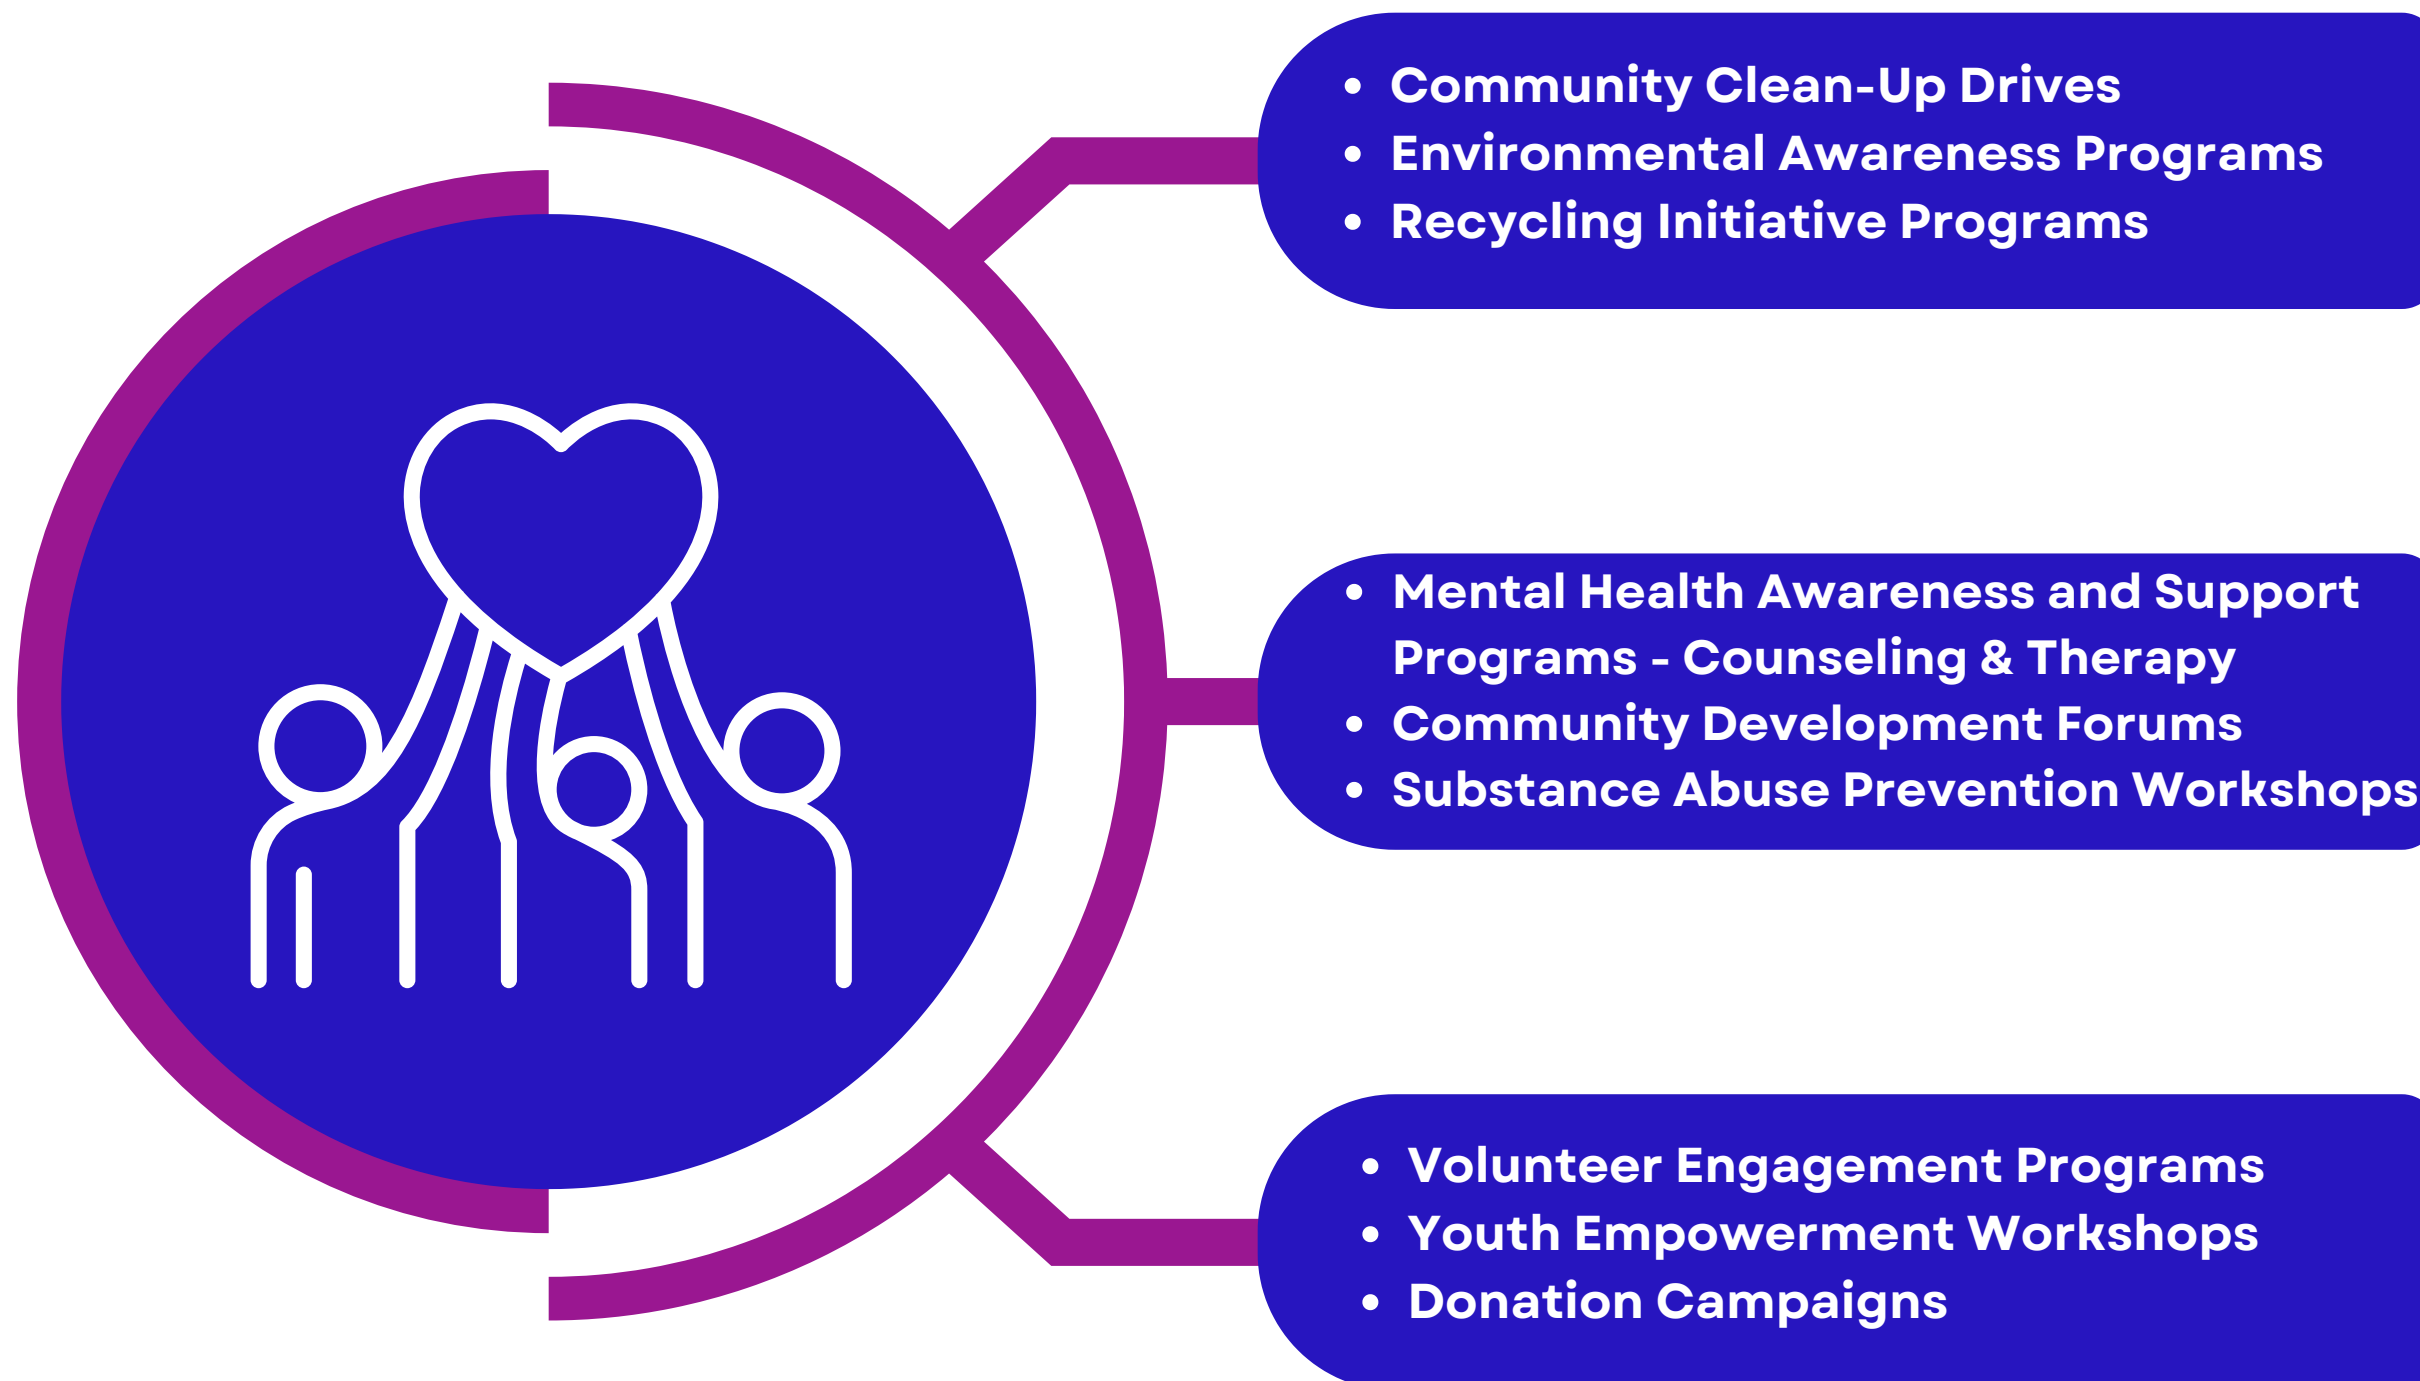 • Community Clean-Up Drives
• Environmental Awareness Programs
• Recycling Initiative Programs
• Mental Health Awareness and Support
Programs - Counseling & Therapy
• Community Development Forums
• Substance Abuse Prevention Workshops
• Volunteer Engagement Programs
• Youth Empowerment Workshops
• Donation Campaigns